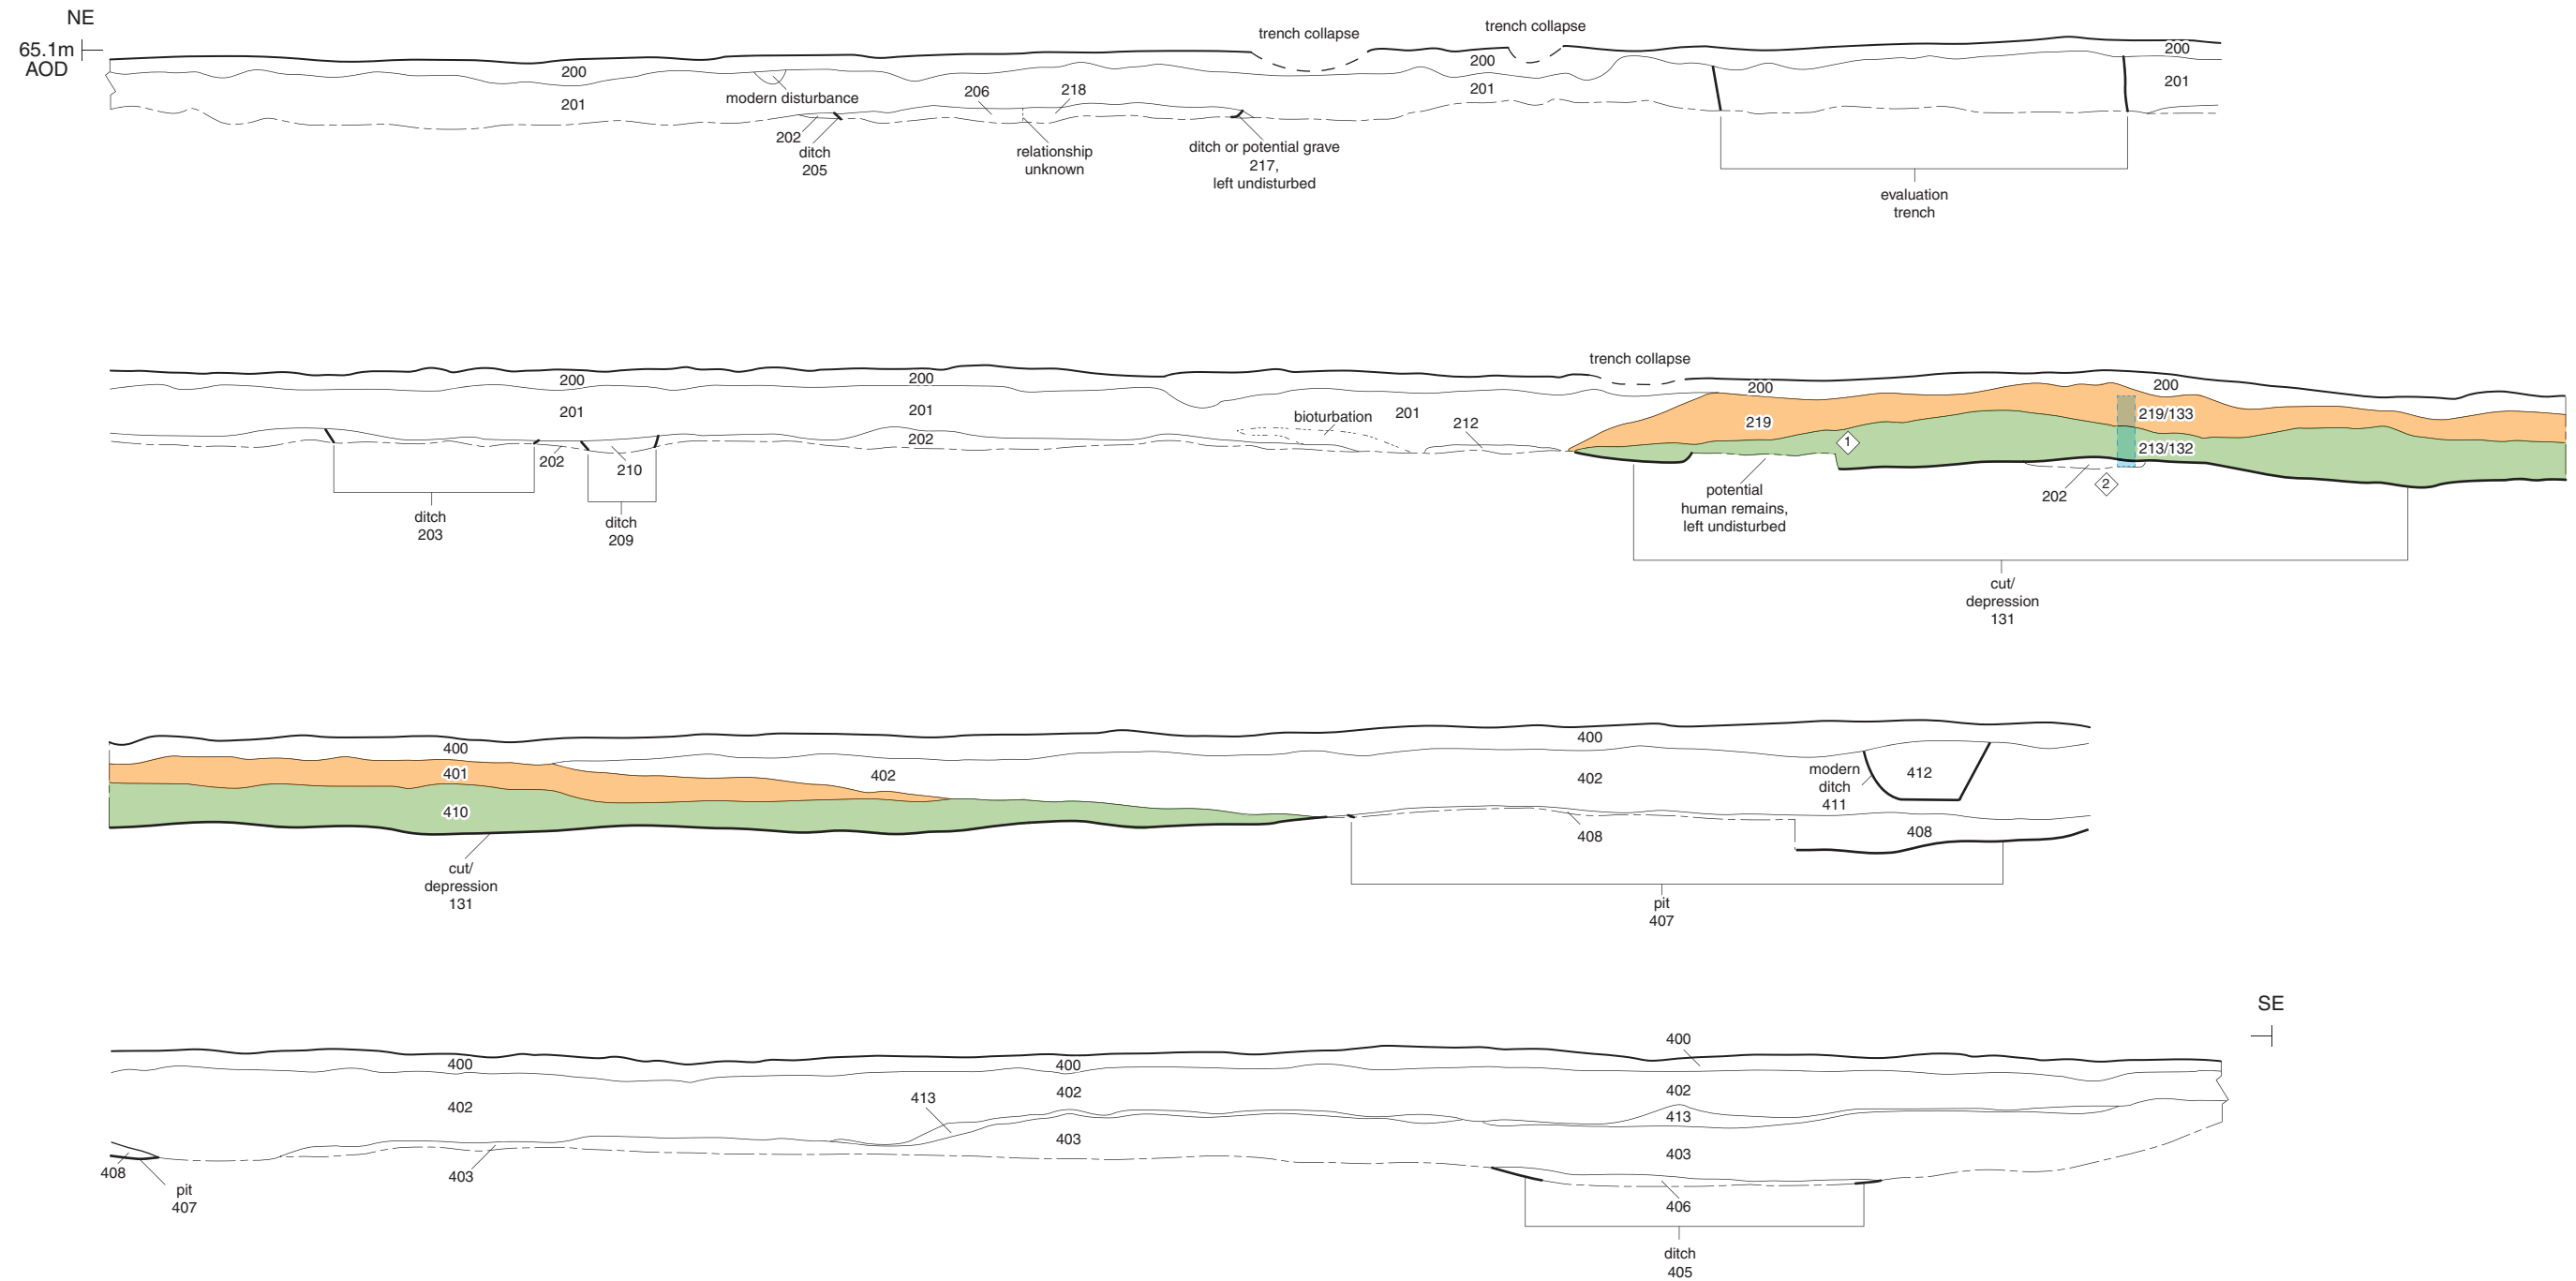 NE
65.1m
AOD
trench collapse
trench collapse
200
200
200
201
modern disturbance
206
218
201
201
202
ditch
205
relationship
unknown
ditch or potential grave
217,
left undisturbed
evaluation
trench
trench collapse
200
200
200
200
201
201
bioturbation
201
212
219
219/133
1
213/132
202
202
210
potential
human remains,
left undisturbed
202
2
ditch
203
ditch
209
cut/
depression
131
400
400
401
402
402
modern
ditch
411
412
410
408
408
cut/
depression
131
pit
407
SE
400
400
400
402
402
402
413
413
403
403
403
408
pit
407
406
ditch
405